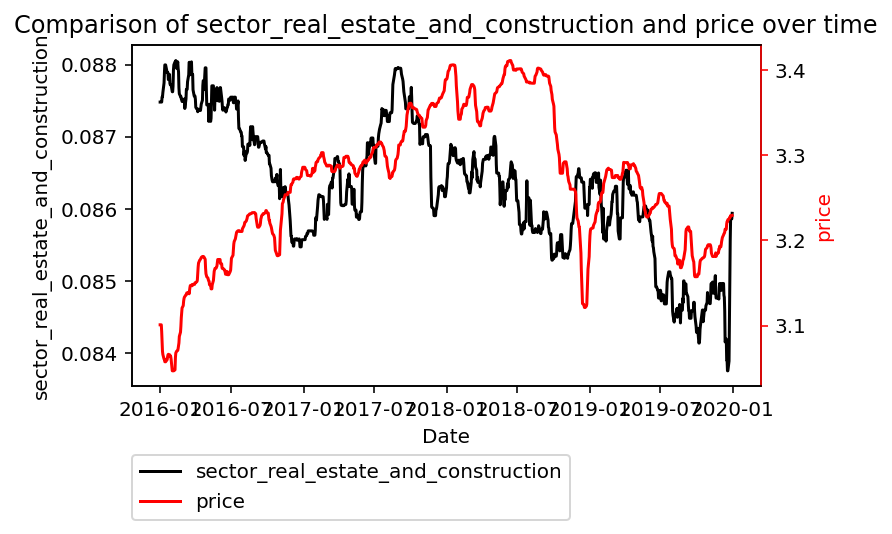 Comparison of sector_real_estate_and_construction and price over time
sector_real_estate_and_construction
0.088
0.087
0.086
0.085
0.084
3.4
3.3
3.2
3.1
price
2016-01 2016-07 2017-01 2017-07 2018-01 2018-07 2019-01 2019-07 2020-01
Date
sector_real_estate_and_construction
price